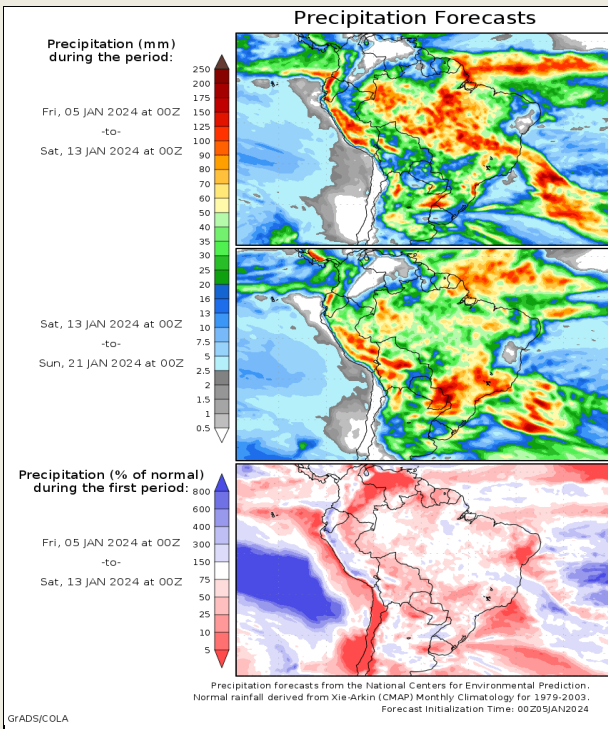 Precipitation Forecasts
Precipitation (mm)
during the period:
Fri, 05 JAN 2024 at 00Z
-to-
Sat, 13 JAN 2024 at 00Z
250
200
175
150
125
100
90
80
70
60
50
40
35
30
25
20
16
13
10
7.5
5
2.5
2
1.5
1
0.5
Sat, 13 JAN 2024 at 00Z
-to-
Sun, 21 JAN 2024 at 00Z
Precipitation (% of normal)
during the first period:
800
600
400
300
150
75
50
25
10
5
Fri, 05 JAN 2024 at 00Z
-to-
Sat, 13 JAN 2024 at 00Z
Precipitation forecasts from the National Centers for Environmental Prediction.
Normal rainfall derived from Xie-Arkin (CMAP) Monthly Climatology for 1979-2003.
Forecast Initialization Time: 00Z05JAN2024
GrADS/COLA